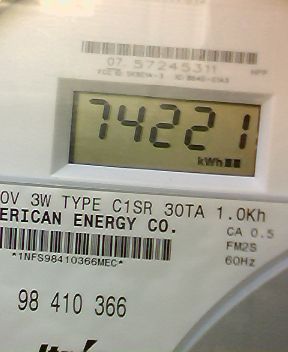 07 57245311
74221
kWh
0V 3W TYPE C1SR 30TA 1.0Kh
ERICAN ENERGY CO.
CA 0.5
FM2S
*1NFS98410366MEC*
60Hz
98 410 366